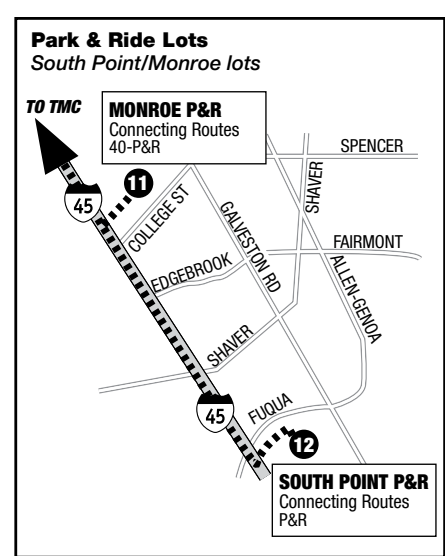 Park & Ride Lots
South Point/Monroe lots
TO TMC
MONROE P&R
Connecting Routes
40-P&R
SPENCER
SHAVER
11
45
COLLEGE ST
GALVESTON RD
FAIRMONT
EDGEBROOK
ALLEN-GENOA
SHAVER
45
FUQUA
12
SOUTH POINT P&R
Connecting Routes
P&R